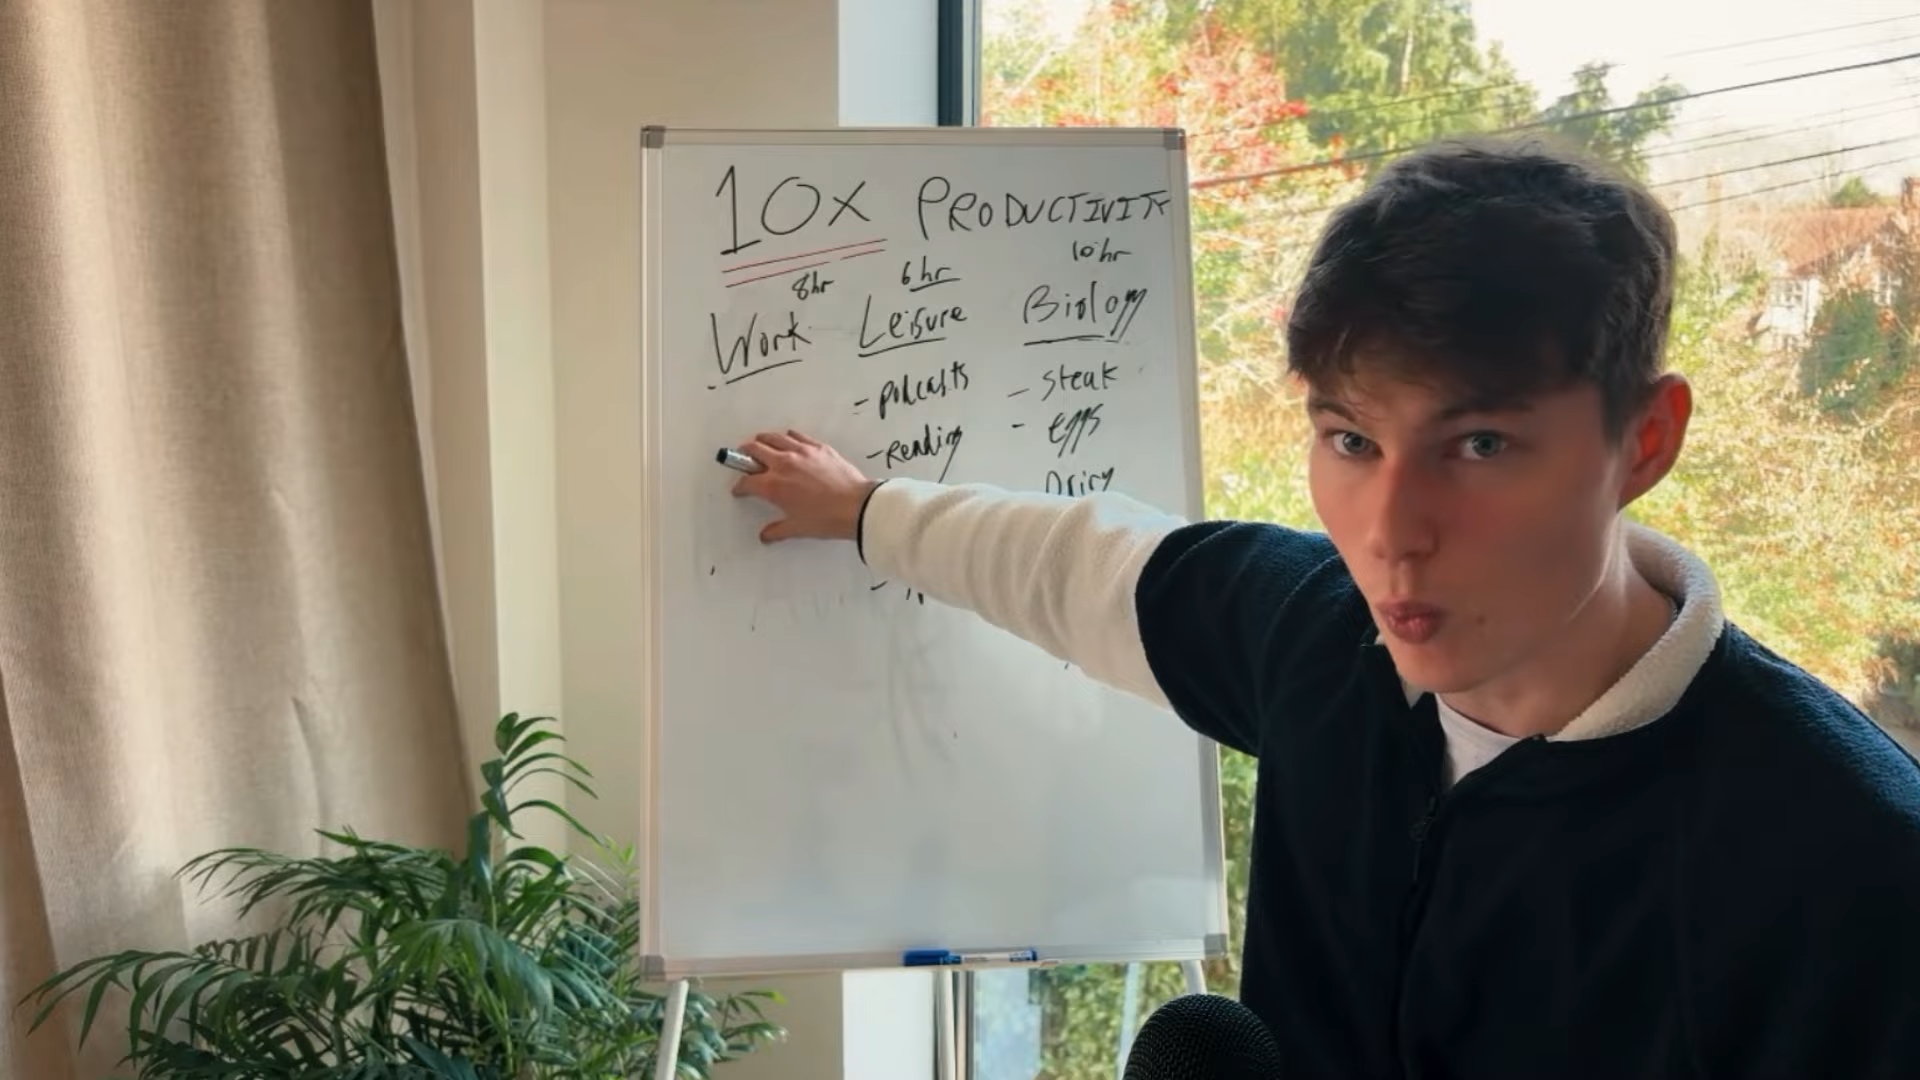 10x PRODUCTIVITY
8hr 6hr 10hr
Work Leisure Biology
- podcasts - steak
- reading - eggs
Dairy